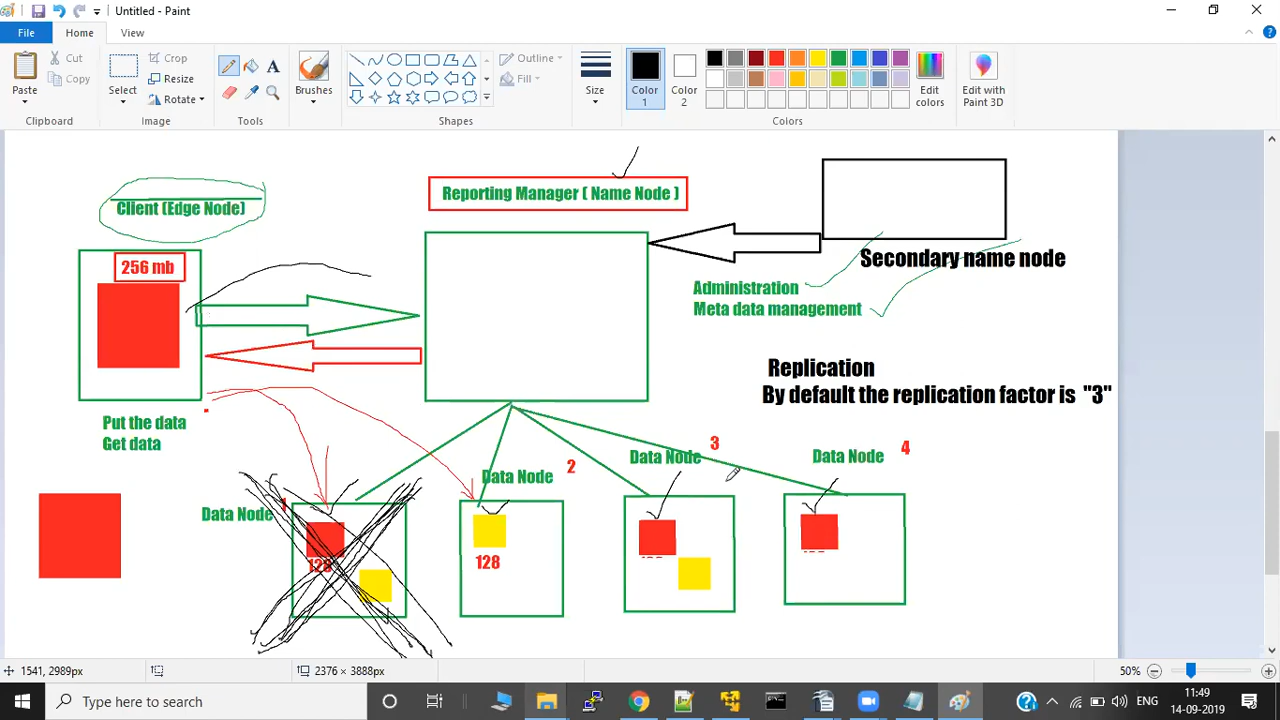 Untitled - Paint
File
Home
View
Paste
Cut
Copy
Clipboard
Select
Crop
Resize
Rotate
Image
Tools
Brushes
Shapes
Outline
Fill
Size
Color 1
Color 2
Colors
Edit colors
Edit with Paint 3D
Client (Edge Node)
Reporting Manager ( Name Node )
256 mb
Secondary name node
Administration
Meta data management
Replication
By default the replication factor is "3"
Put the data
Get data
Data Node 1
Data Node 2
Data Node 3
Data Node 4
128
128
1541, 2989px
2376 × 3888px
50%
Type here to search
ENG
11:49
14-09-2019